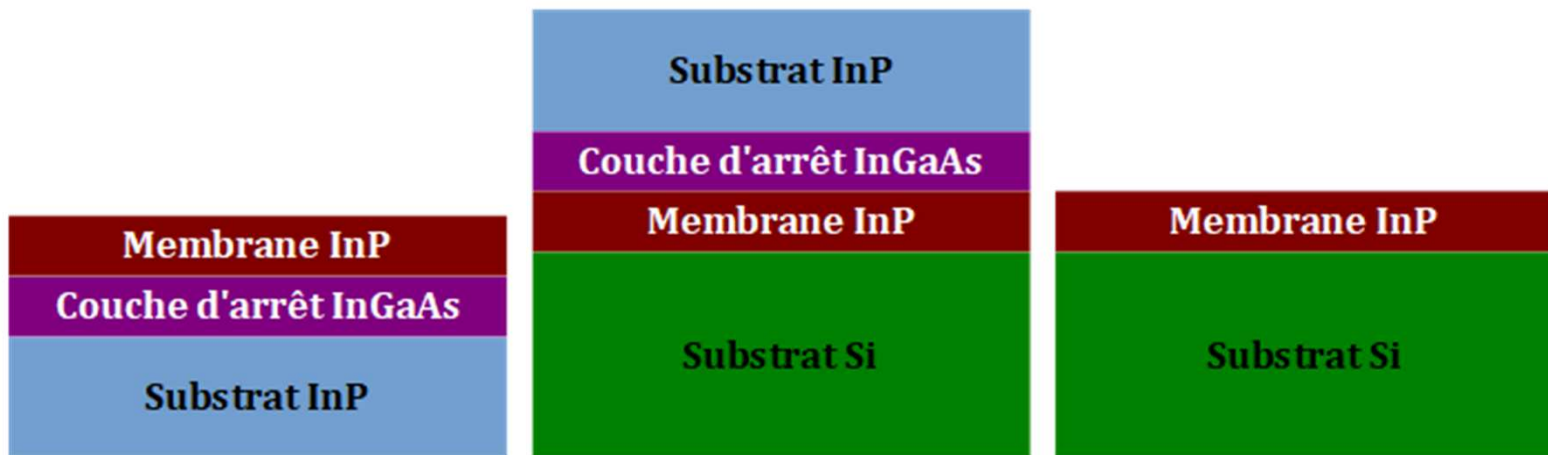 Membrane InP
Couche d'arrêt InGaAs
Substrat InP
Substrat InP
Couche d'arrêt InGaAs
Membrane InP
Substrat Si
Membrane InP
Substrat Si